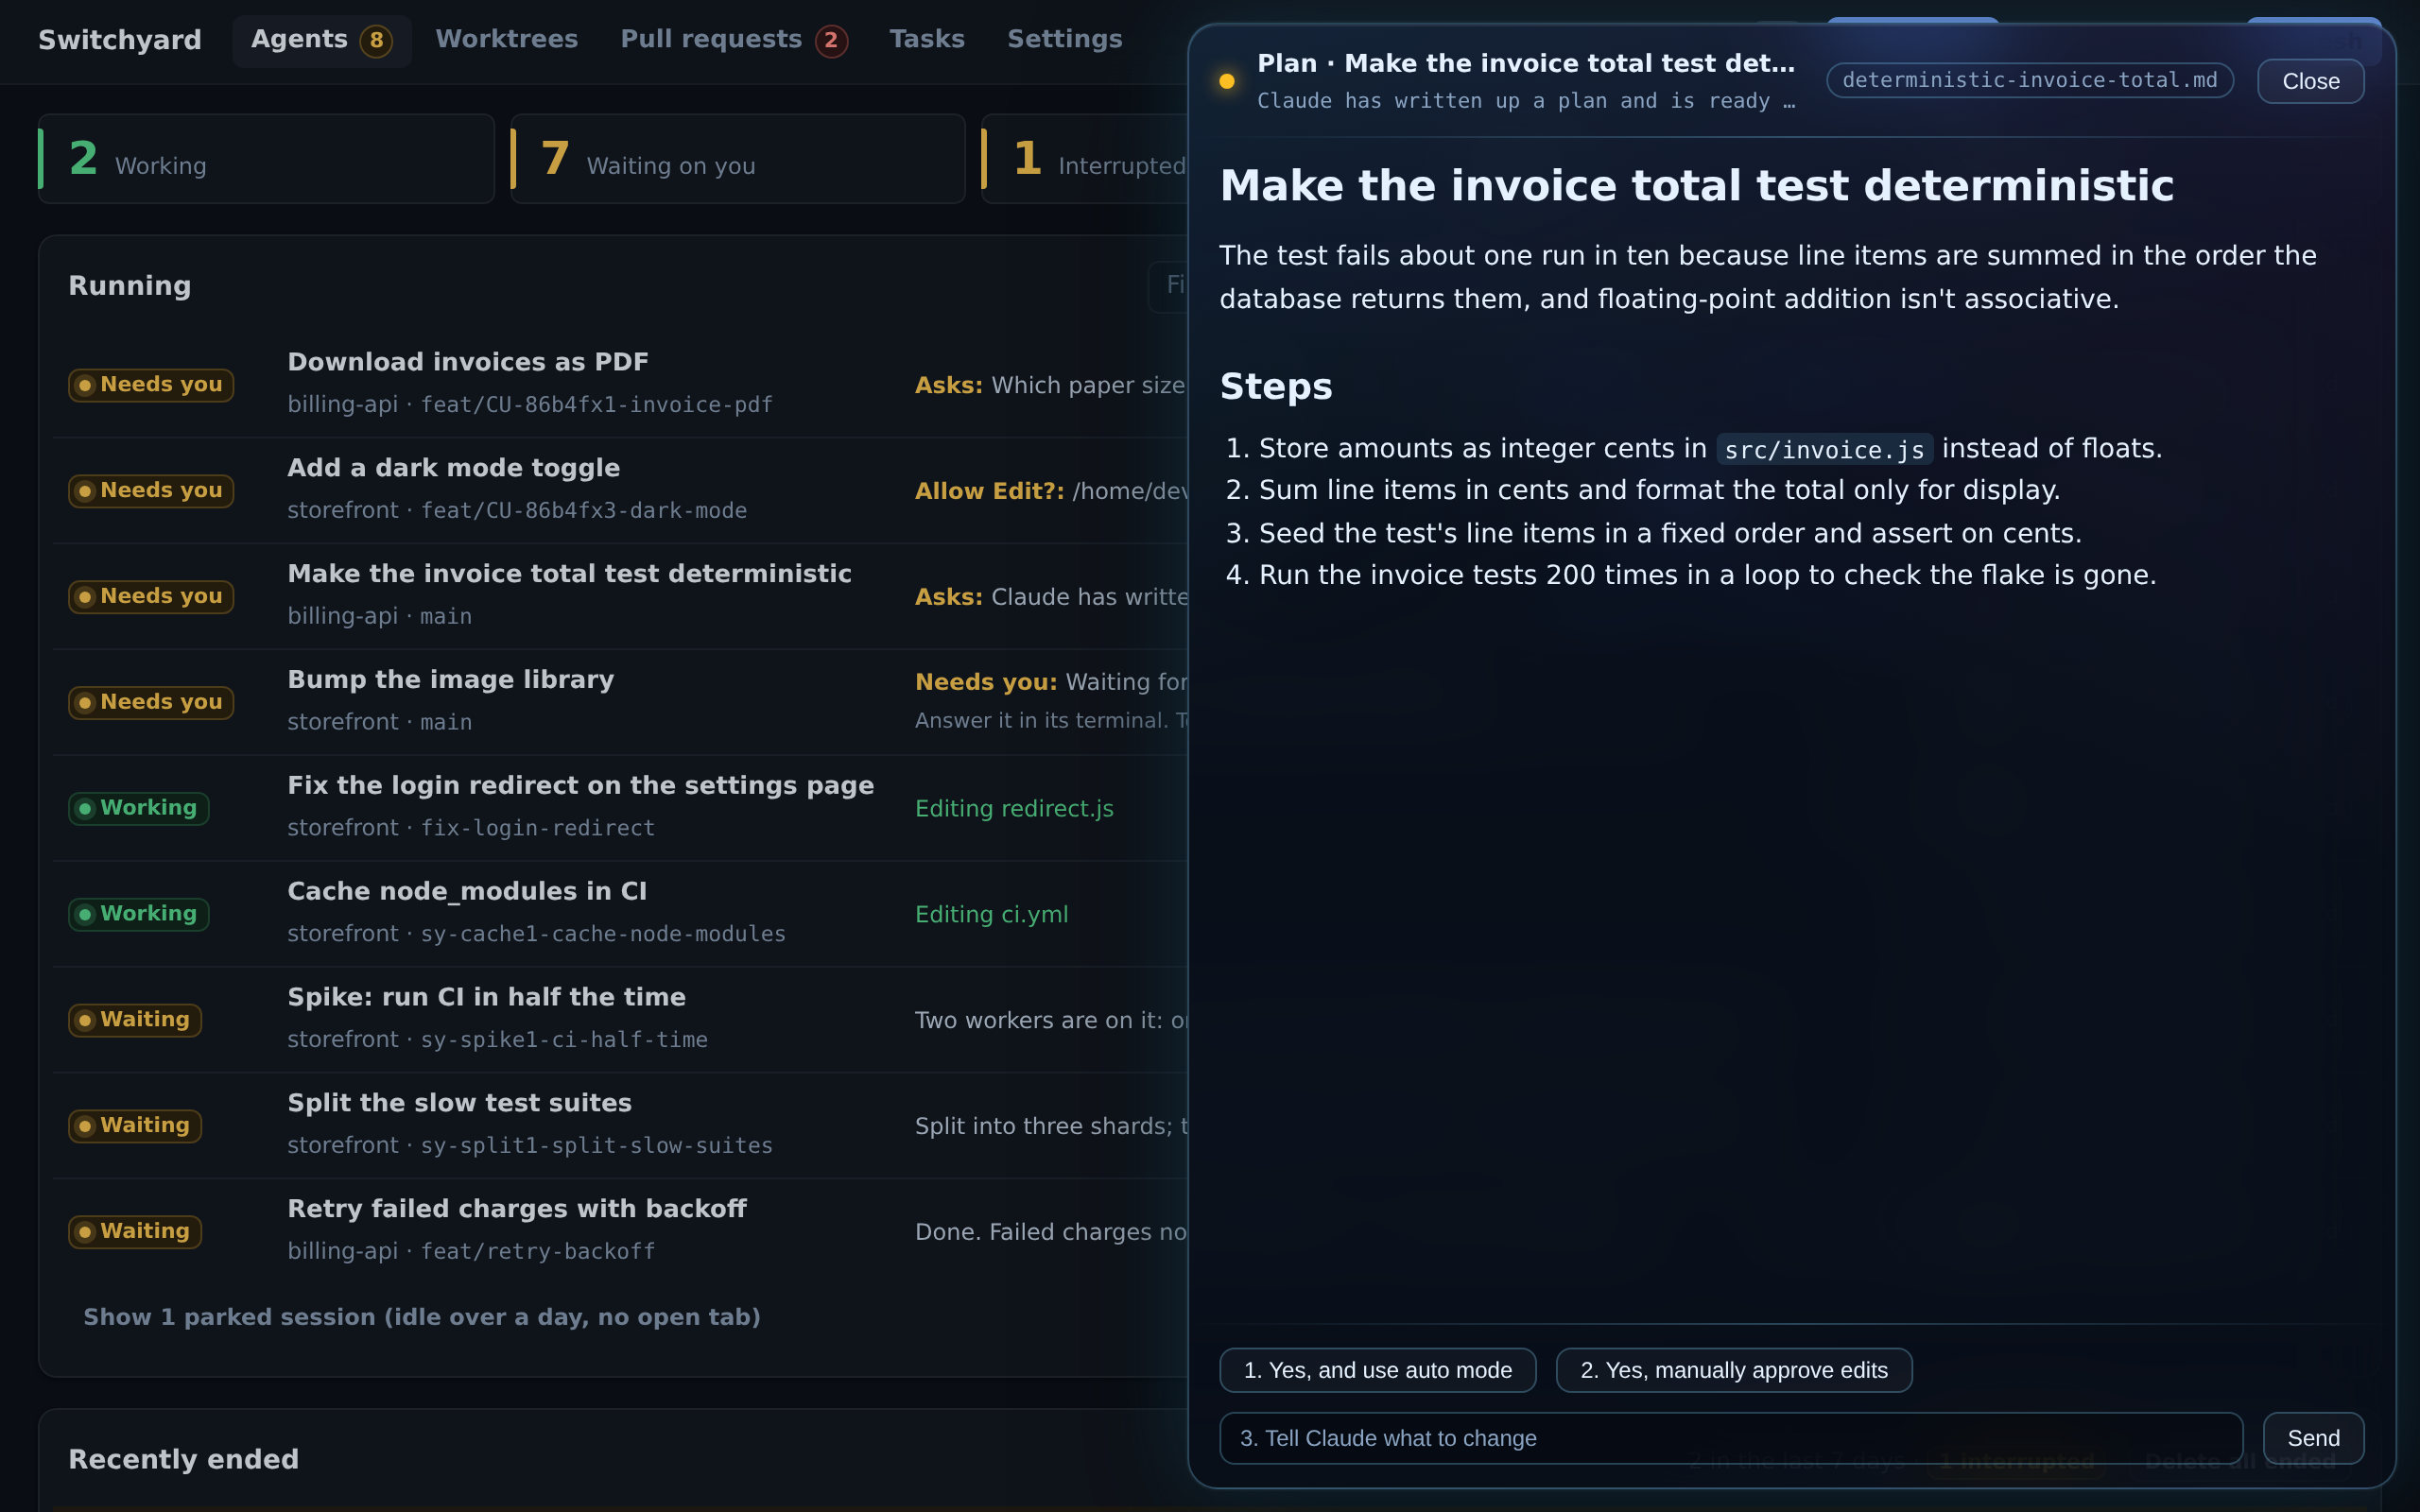 Switchyard
Agents 8
Worktrees
Pull requests 2
Tasks
Settings
2 Working
7 Waiting on you
1 Interrupted
Running
Needs you
Download invoices as PDF
billing-api · feat/CU-86b4fx1-invoice-pdf
Asks: Which paper size
Needs you
Add a dark mode toggle
storefront · feat/CU-86b4fx3-dark-mode
Allow Edit?: /home/dev
Needs you
Make the invoice total test deterministic
billing-api · main
Asks: Claude has writte
Needs you
Bump the image library
storefront · main
Needs you: Waiting for
Answer it in its terminal.
Working
Fix the login redirect on the settings page
storefront · fix-login-redirect
Editing redirect.js
Working
Cache node_modules in CI
storefront · sy-cache1-cache-node-modules
Editing ci.yml
Waiting
Spike: run CI in half the time
storefront · sy-spike1-ci-half-time
Two workers are on it:
Waiting
Split the slow test suites
storefront · sy-split1-split-slow-suites
Split into three shards;
Waiting
Retry failed charges with backoff
billing-api · feat/retry-backoff
Done. Failed charges no
Show 1 parked session (idle over a day, no open tab)
Recently ended
2 in the last 7 days · 1 interrupted
Delete all ended
Plan · Make the invoice total test det…
Claude has written up a plan and is ready …
deterministic-invoice-total.md
Close
Make the invoice total test deterministic
The test fails about one run in ten because line items are summed in the order the
database returns them, and floating-point addition isn't associative.
Steps
1. Store amounts as integer cents in src/invoice.js instead of floats.
2. Sum line items in cents and format the total only for display.
3. Seed the test's line items in a fixed order and assert on cents.
4. Run the invoice tests 200 times in a loop to check the flake is gone.
1. Yes, and use auto mode
2. Yes, manually approve edits
3. Tell Claude what to change
Send